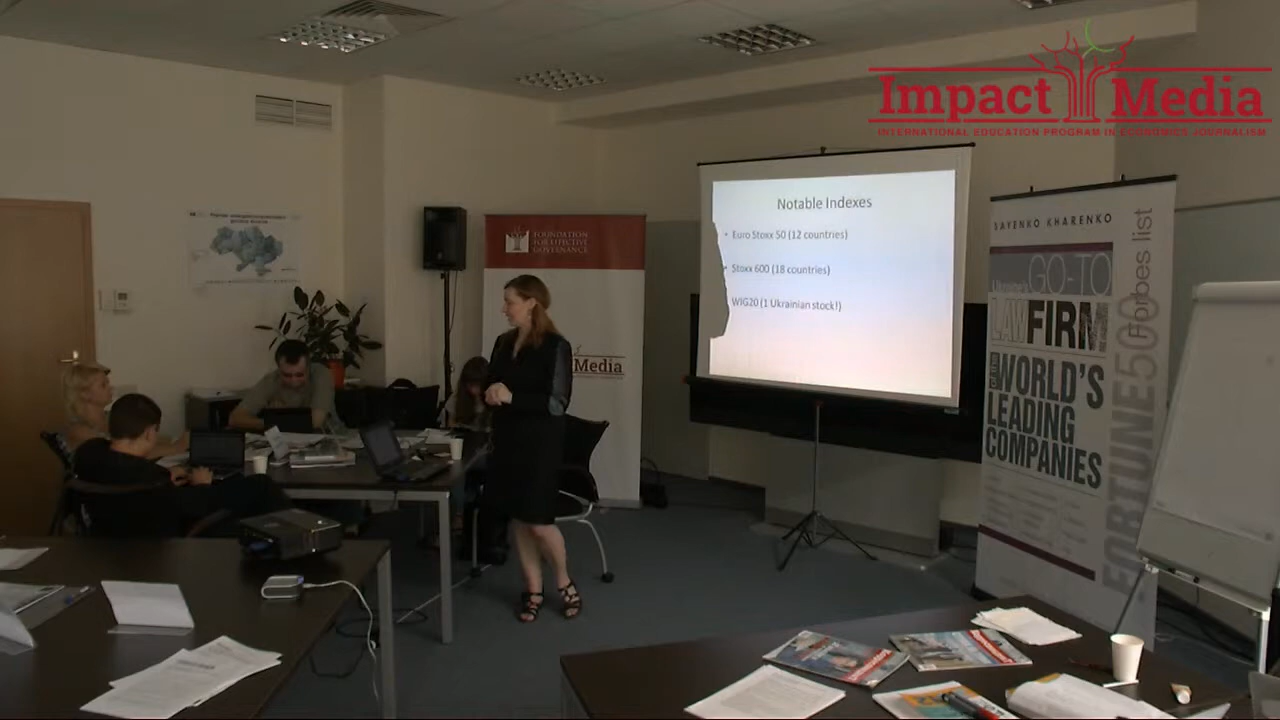 Impact Media
INTERNATIONAL EDUCATION PROGRAM IN ECONOMICS JOURNALISM
Notable Indexes
Euro Stoxx 50 (12 countries)
Stoxx 600 (18 countries)
WIG20 (1 Ukrainian stock!)
FOUNDATION
FOR EFFECTIVE
GOVERNANCE
Media
SAYENKO KHARENKO
Ukraine's GO-TO
LAW FIRM
FOR WORLD'S
LEADING
COMPANIES
Forbes list
FORTUNE 500